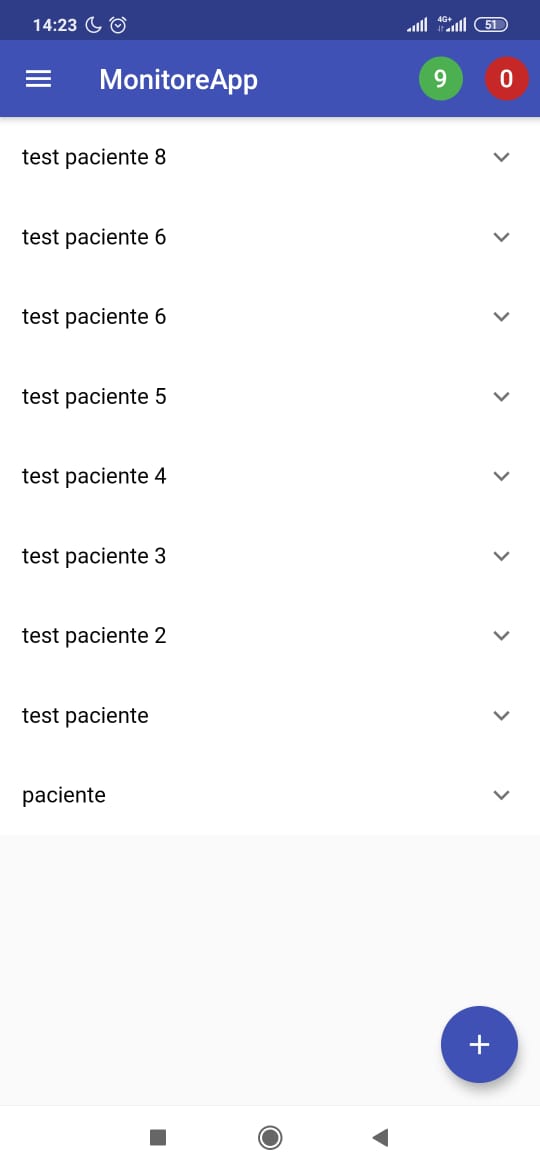 14:23 4G+ 51
MonitoreApp 9 0
test paciente 8
test paciente 6
test paciente 6
test paciente 5
test paciente 4
test paciente 3
test paciente 2
test paciente
paciente
+